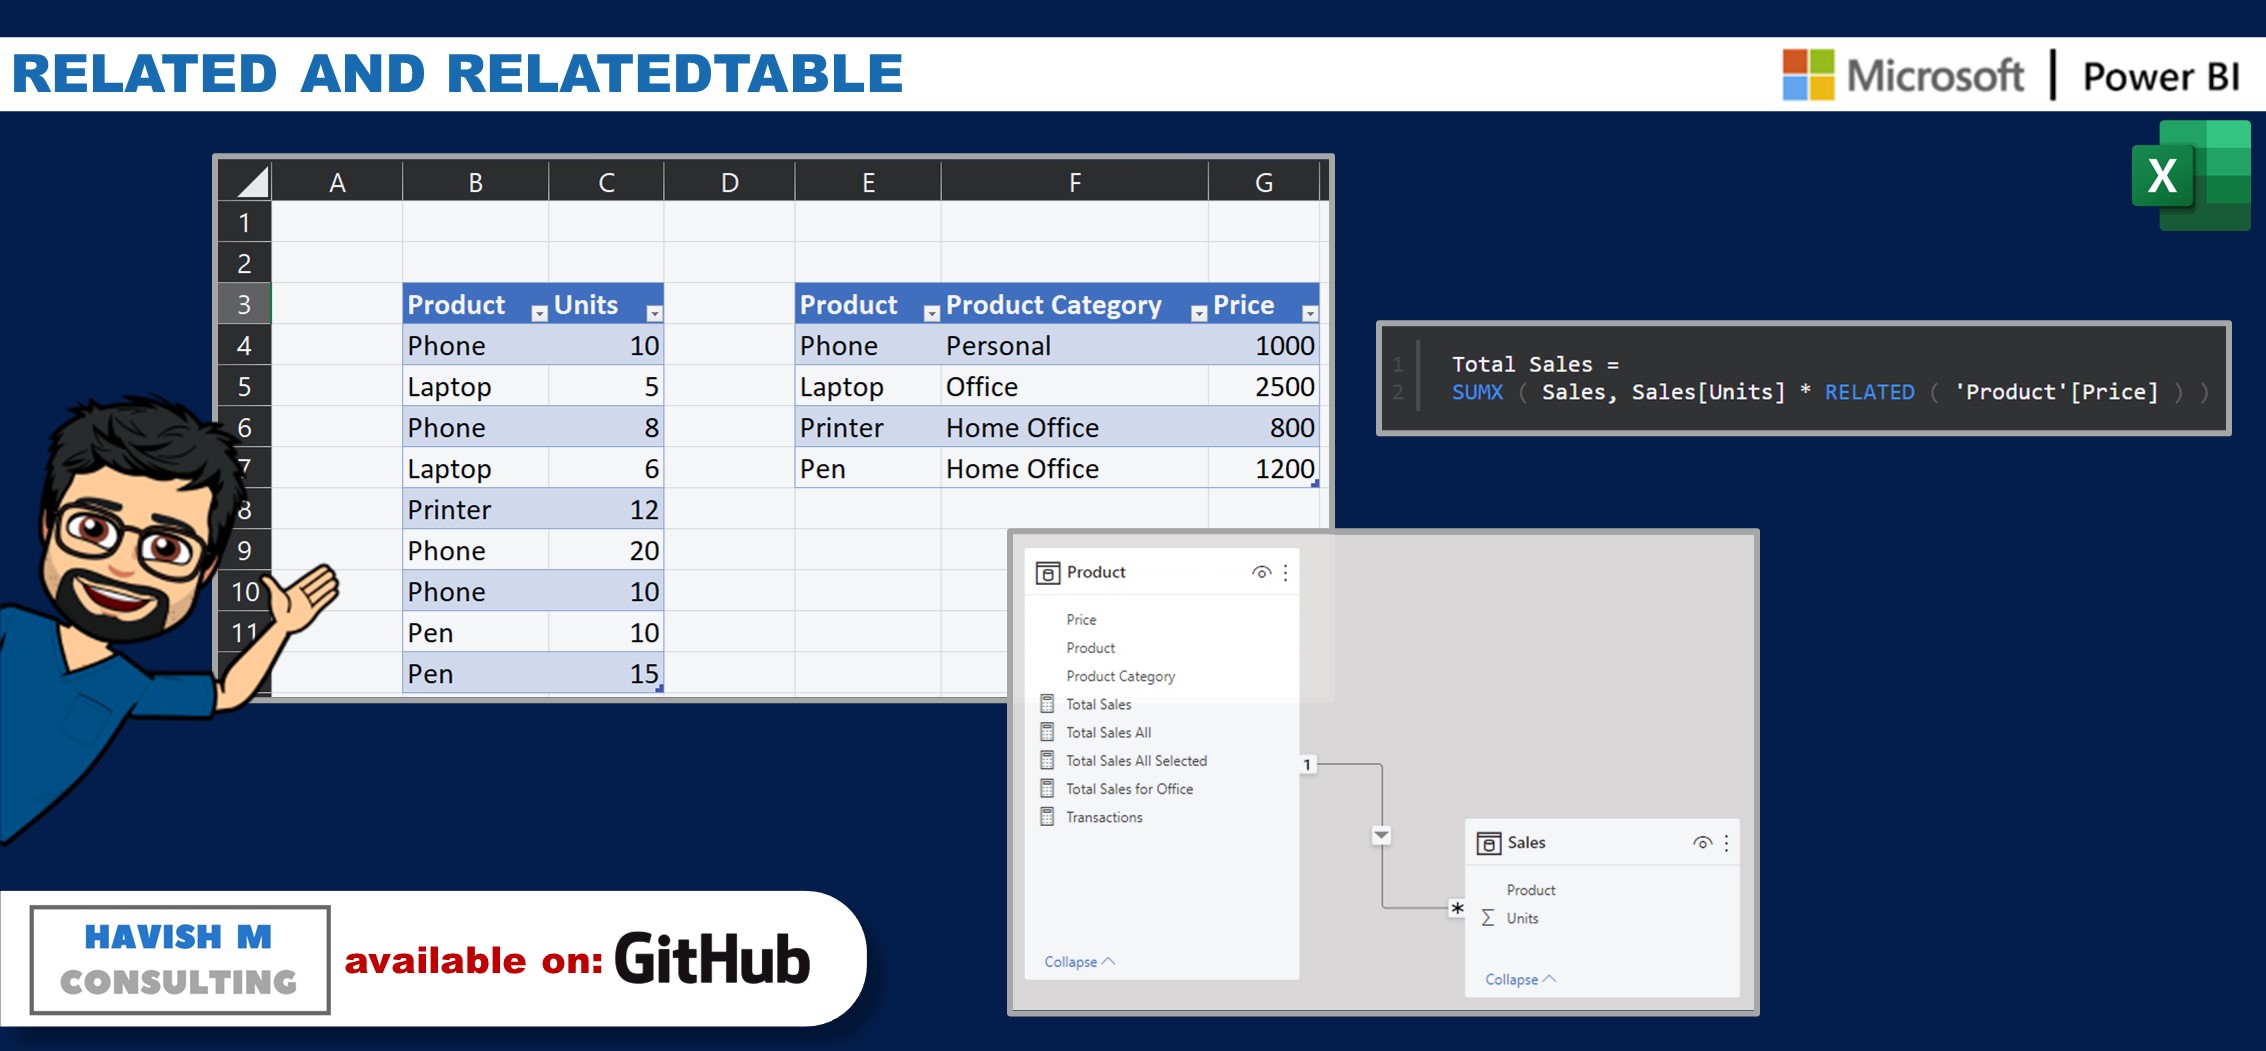 RELATED AND RELATEDTABLE
Microsoft | Power BI
X
A B C D E F G
1
2
3 Product Units Product Product Category Price
4 Phone 10 Phone Personal 1000
5 Laptop 5 Laptop Office 2500
6 Phone 8 Printer Home Office 800
7 Laptop 6 Pen Home Office 1200
8 Printer 12
9 Phone 20
10 Phone 10
11 Pen 10
Pen 15
1 Total Sales =
2 SUMX ( Sales, Sales[Units] * RELATED ( 'Product'[Price] ) )
Product
Price
Product
Product Category
Total Sales
Total Sales All
Total Sales All Selected
Total Sales for Office
Transactions
Collapse
1
*
Sales
Product
Σ Units
Collapse
HAVISH M
CONSULTING
available on: GitHub